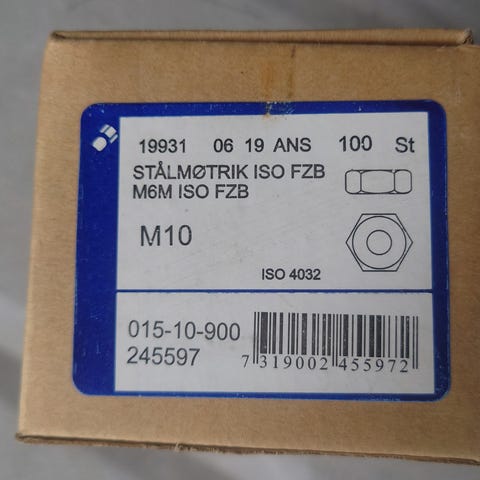 19931 06 19 ANS 100 St
STÅLMØTRIK ISO FZB
M6M ISO FZB
M10
ISO 4032
015-10-900
245597
7 319002 455972